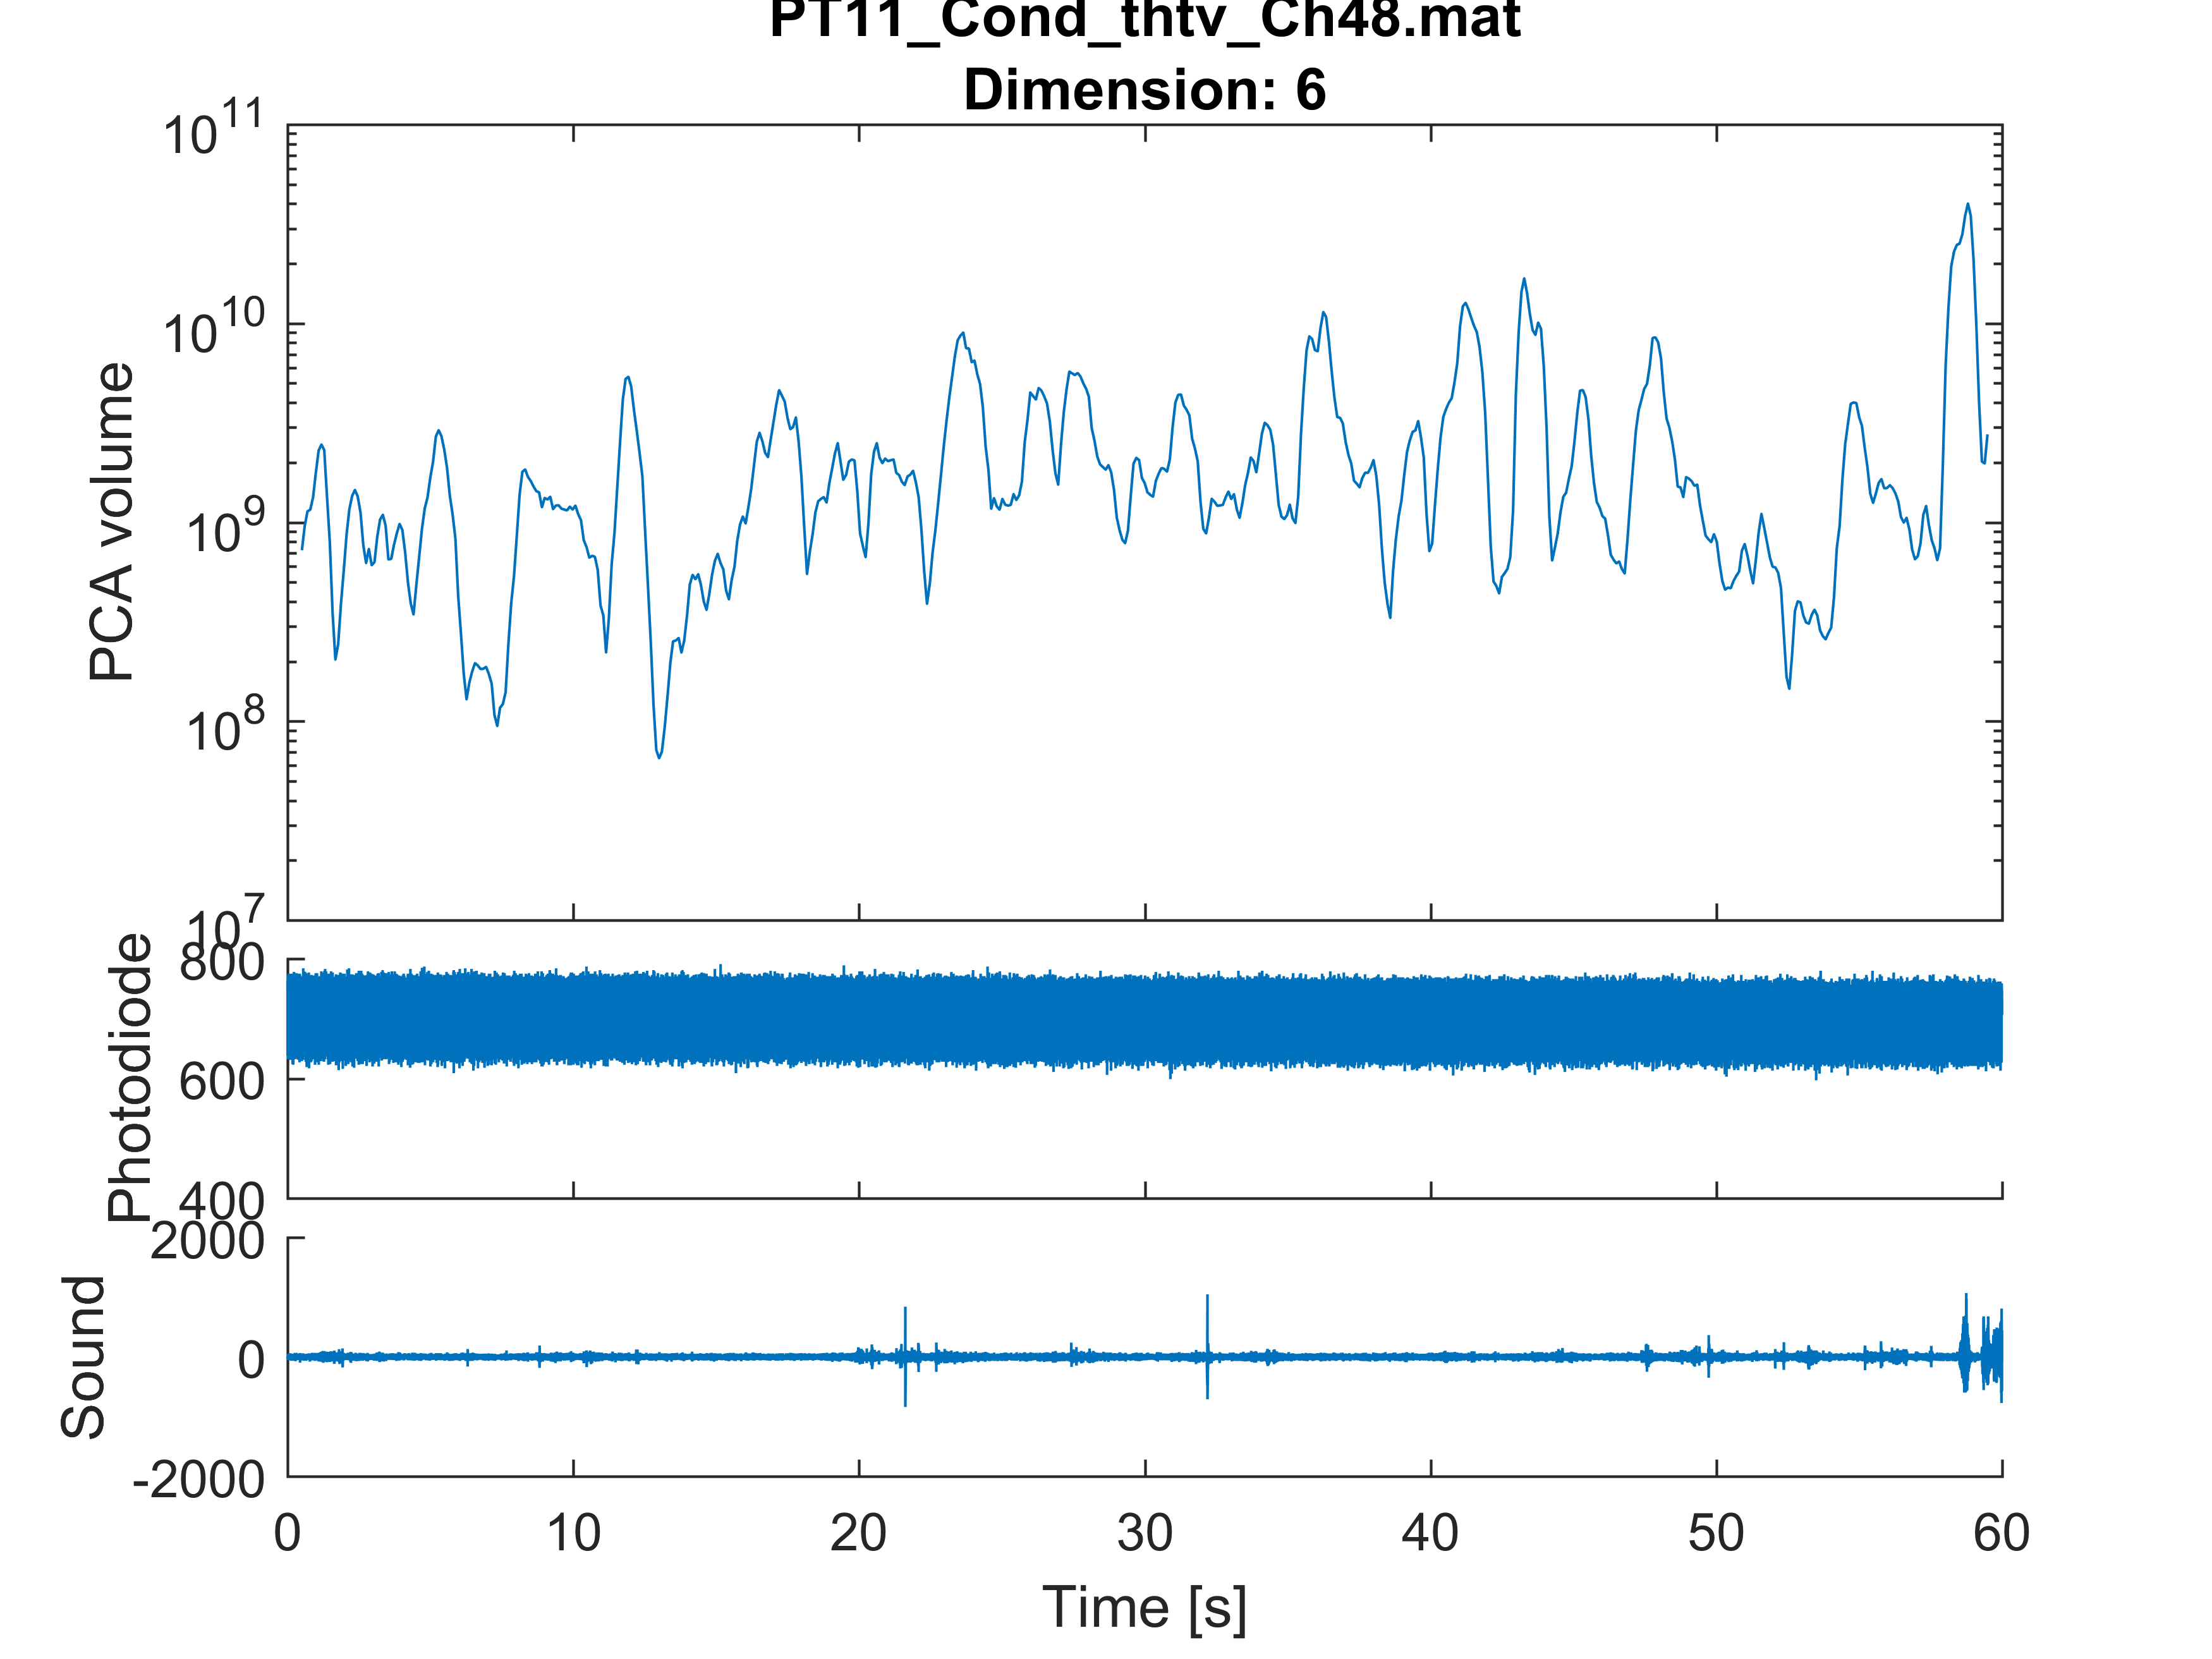 PT11_Cond_thtv_Ch48.mat
Dimension: 6
10^11
10^10
10^9
10^8
10^7
PCA volume
800
600
400
Photodiode
2000
0
-2000
Sound
0 10 20 30 40 50 60
Time [s]